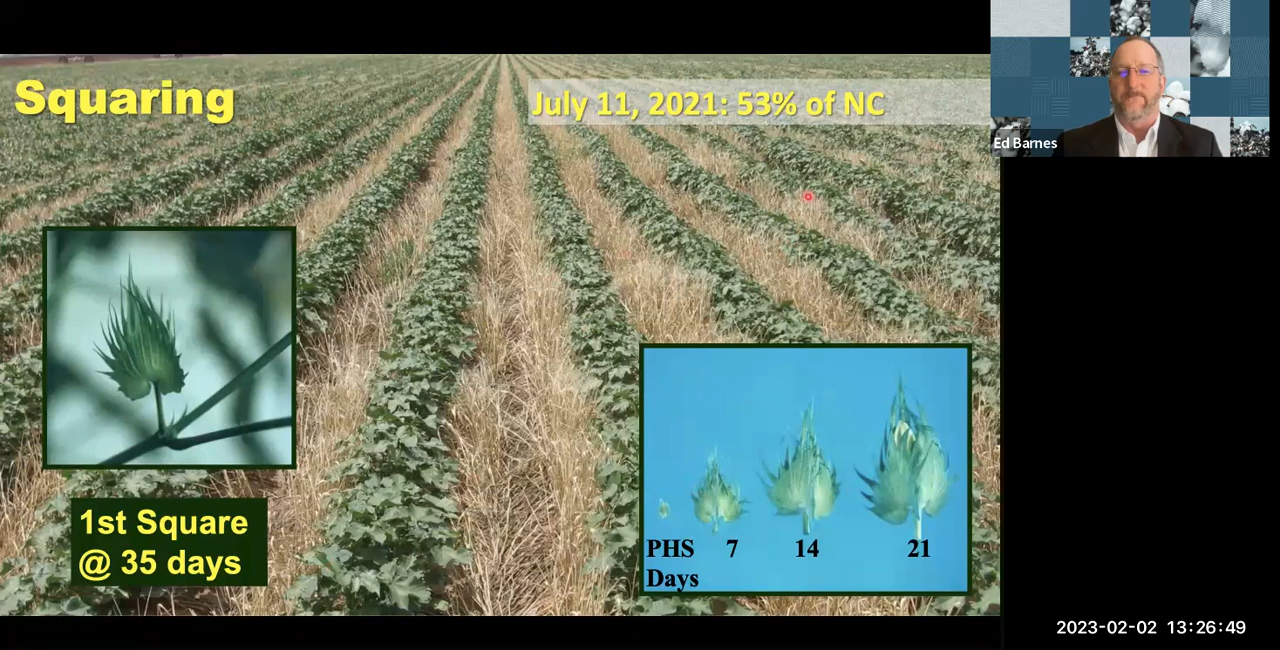 Squaring
July 11, 2021: 53% of NC
Ed Barnes
1st Square
@ 35 days
PHS 7 14 21
Days
2023-02-02 13:26:49